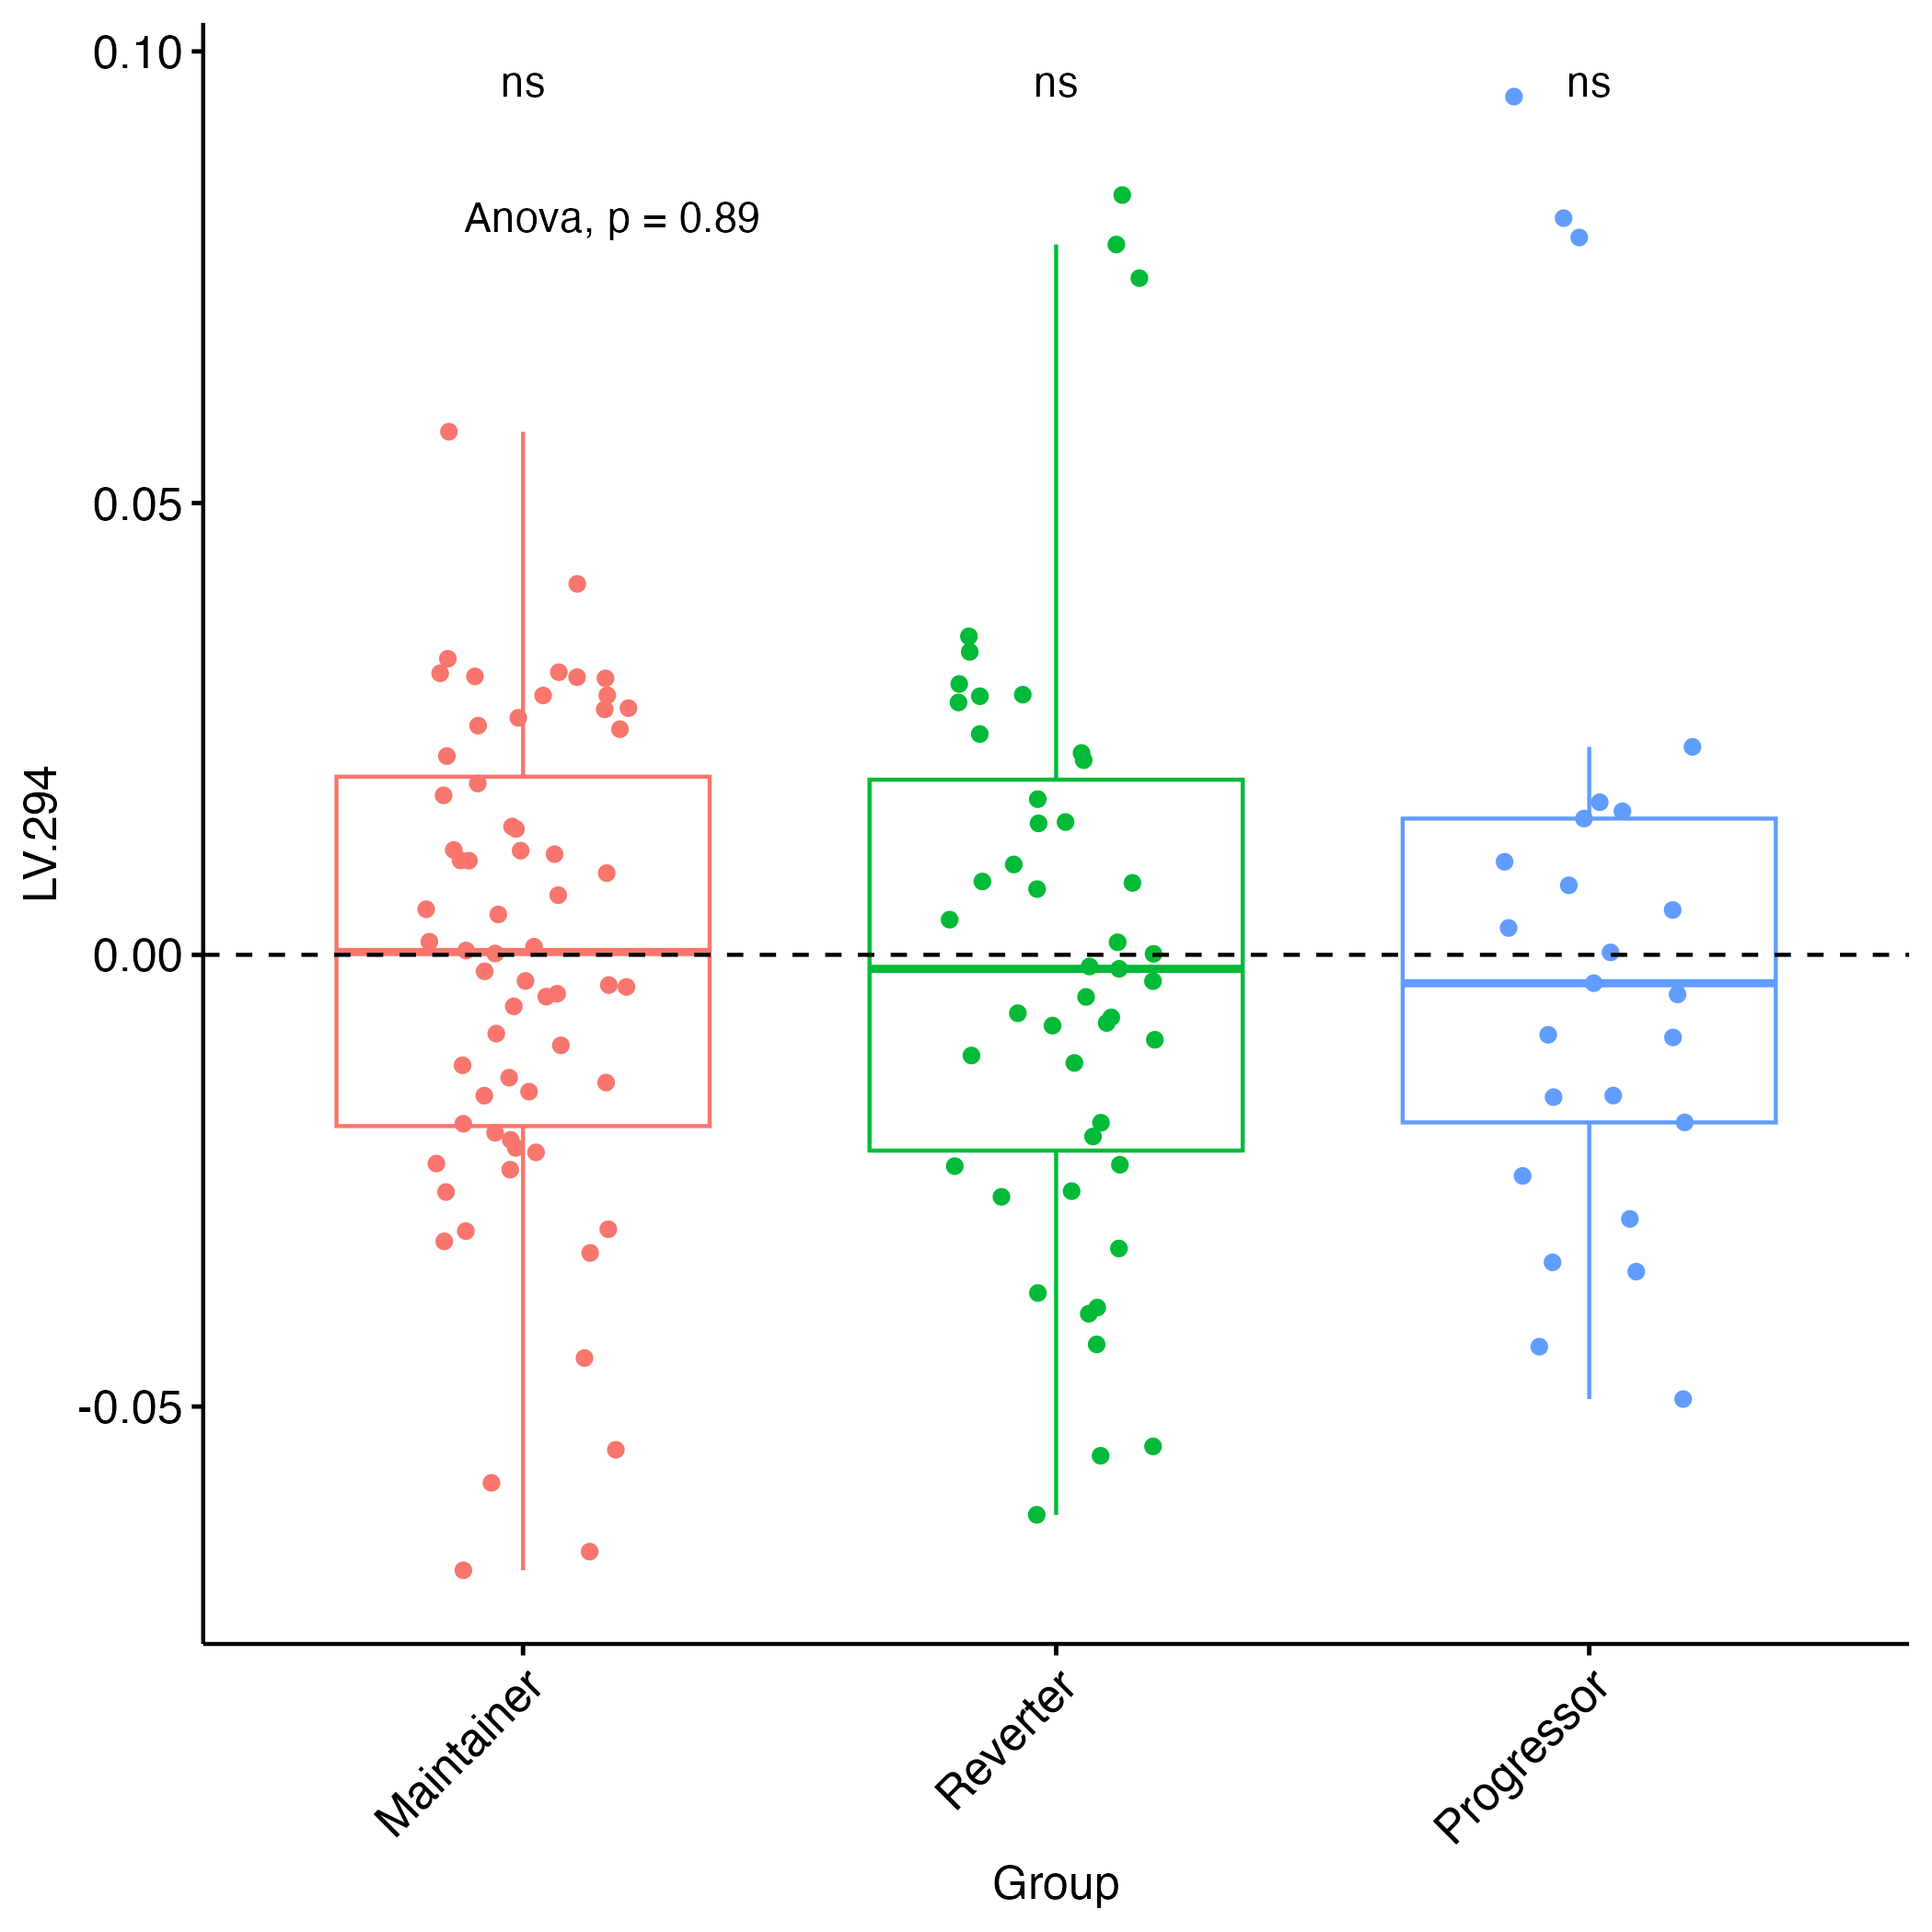 0.10
ns
ns
ns
Anova, p = 0.89
0.05
LV.294
0.00
-0.05
Maintainer
Reverter
Progressor
Group